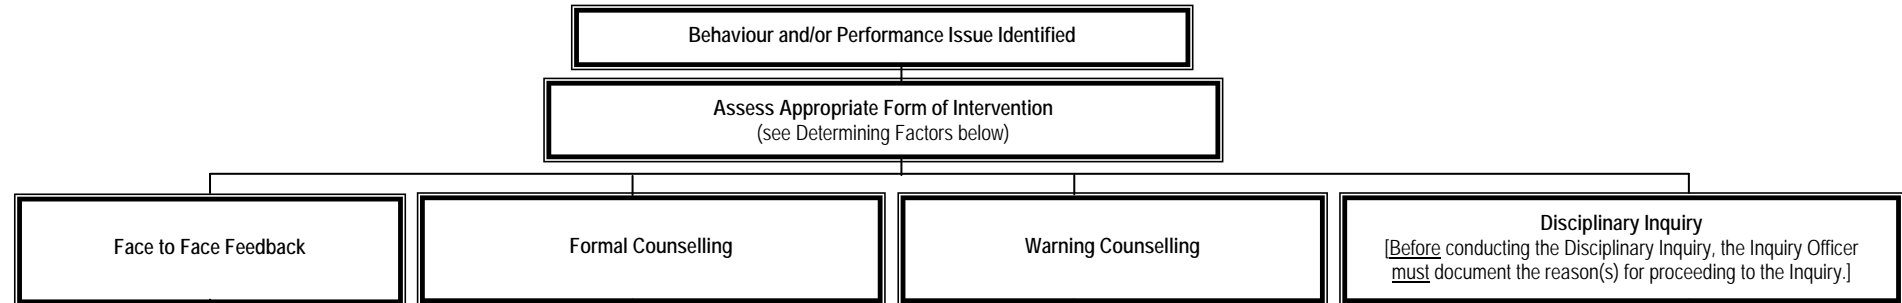 Behaviour and/or Performance Issue Identified
Assess Appropriate Form of Intervention
(see Determining Factors below)
Face to Face Feedback
Formal Counselling
Warning Counselling
Disciplinary Inquiry
[Before conducting the Disciplinary Inquiry, the Inquiry Officer
must document the reason(s) for proceeding to the Inquiry.]